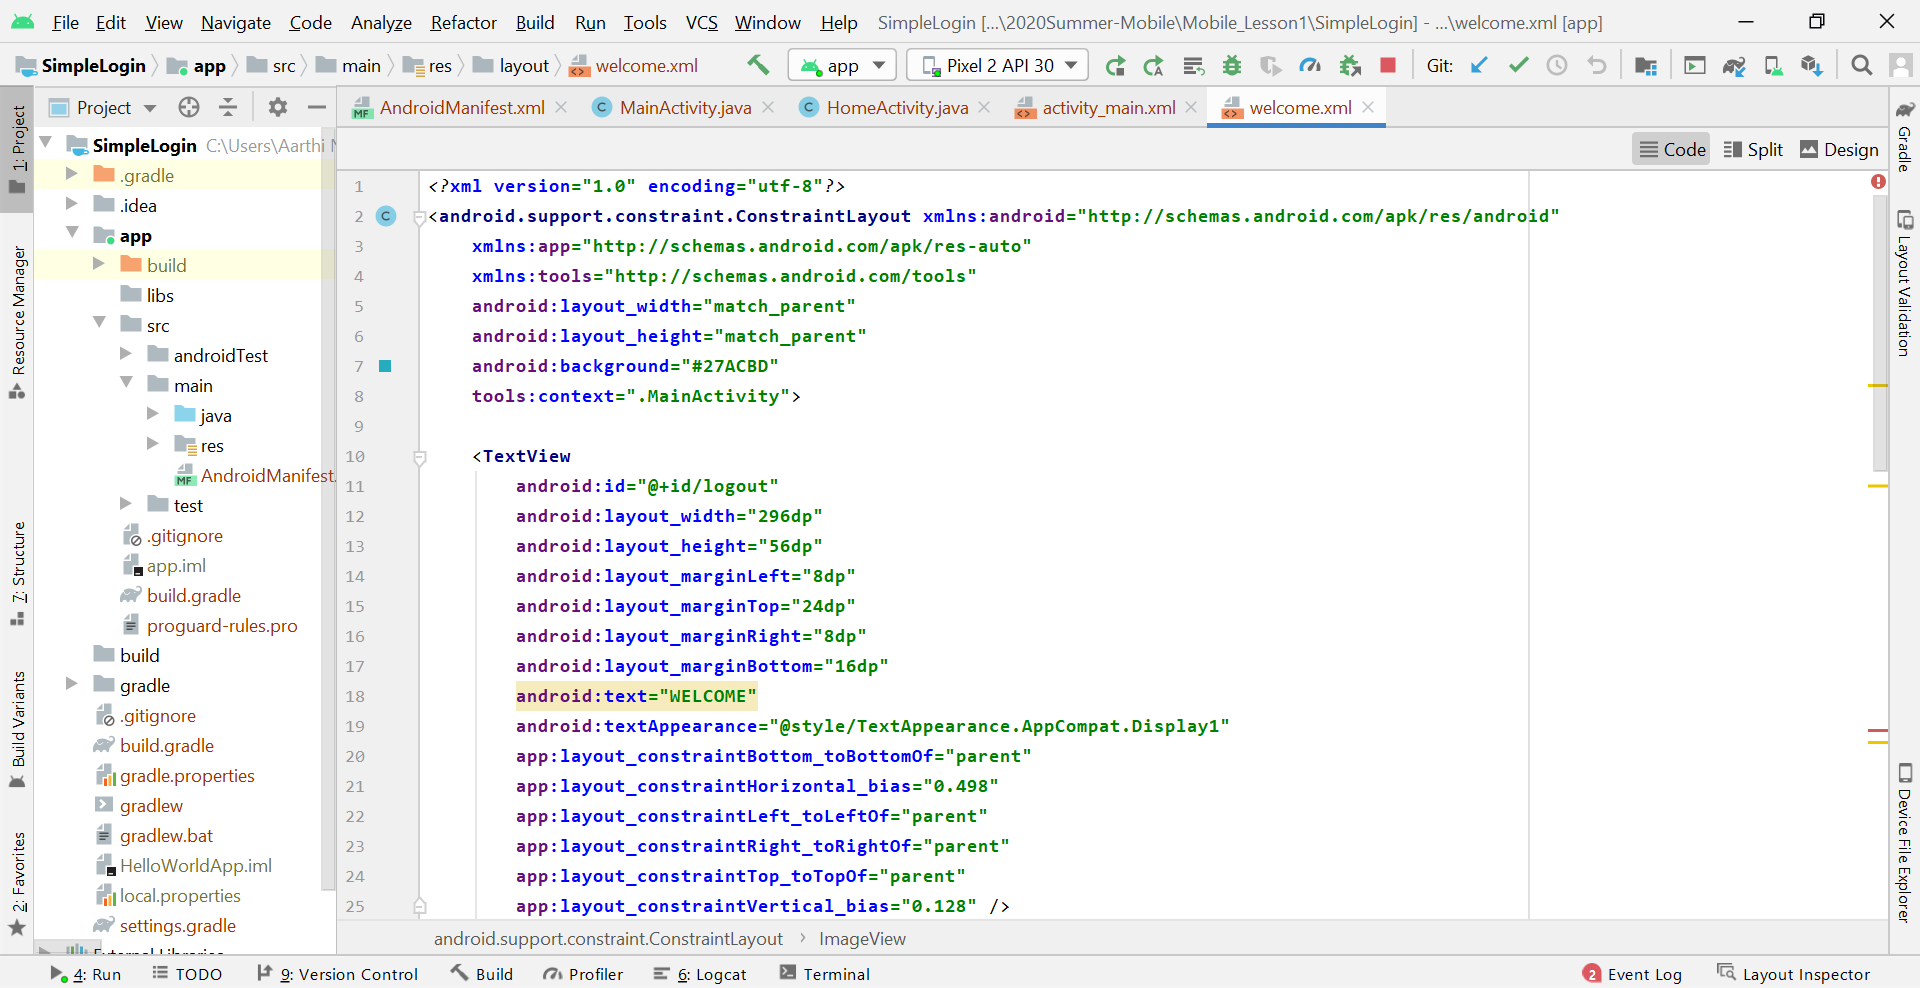 File Edit View Navigate Code Analyze Refactor Build Run Tools VCS Window Help SimpleLogin [...\2020Summer-Mobile\Mobile_Lesson1\SimpleLogin] - ...\welcome.xml [app]
SimpleLogin app src main res layout welcome.xml app Pixel 2 API 30 Git:
Project AndroidManifest.xml MainActivity.java HomeActivity.java activity_main.xml welcome.xml
Code Split Design
1: Project
Resource Manager
7: Structure
Build Variants
2: Favorites
SimpleLogin C:\Users\Aarthi
.gradle
.idea
app
build
libs
src
androidTest
main
java
res
AndroidManifest.
test
.gitignore
app.iml
build.gradle
proguard-rules.pro
build
gradle
.gitignore
build.gradle
gradle.properties
gradlew
gradlew.bat
HelloWorldApp.iml
local.properties
settings.gradle
External Libraries
1 <?xml version="1.0" encoding="utf-8"?>
2 <android.support.constraint.ConstraintLayout xmlns:android="http://schemas.android.com/apk/res/android"
3 xmlns:app="http://schemas.android.com/apk/res-auto"
4 xmlns:tools="http://schemas.android.com/tools"
5 android:layout_width="match_parent"
6 android:layout_height="match_parent"
7 android:background="#27ACBD"
8 tools:context=".MainActivity">
9
10 <TextView
11 android:id="@+id/logout"
12 android:layout_width="296dp"
13 android:layout_height="56dp"
14 android:layout_marginLeft="8dp"
15 android:layout_marginTop="24dp"
16 android:layout_marginRight="8dp"
17 android:layout_marginBottom="16dp"
18 android:text="WELCOME"
19 android:textAppearance="@style/TextAppearance.AppCompat.Display1"
20 app:layout_constraintBottom_toBottomOf="parent"
21 app:layout_constraintHorizontal_bias="0.498"
22 app:layout_constraintLeft_toLeftOf="parent"
23 app:layout_constraintRight_toRightOf="parent"
24 app:layout_constraintTop_toTopOf="parent"
25 app:layout_constraintVertical_bias="0.128" />
android.support.constraint.ConstraintLayout › ImageView
Gradle
Layout Validation
Device File Explorer
4: Run TODO 9: Version Control Build Profiler 6: Logcat Terminal 2 Event Log Layout Inspector